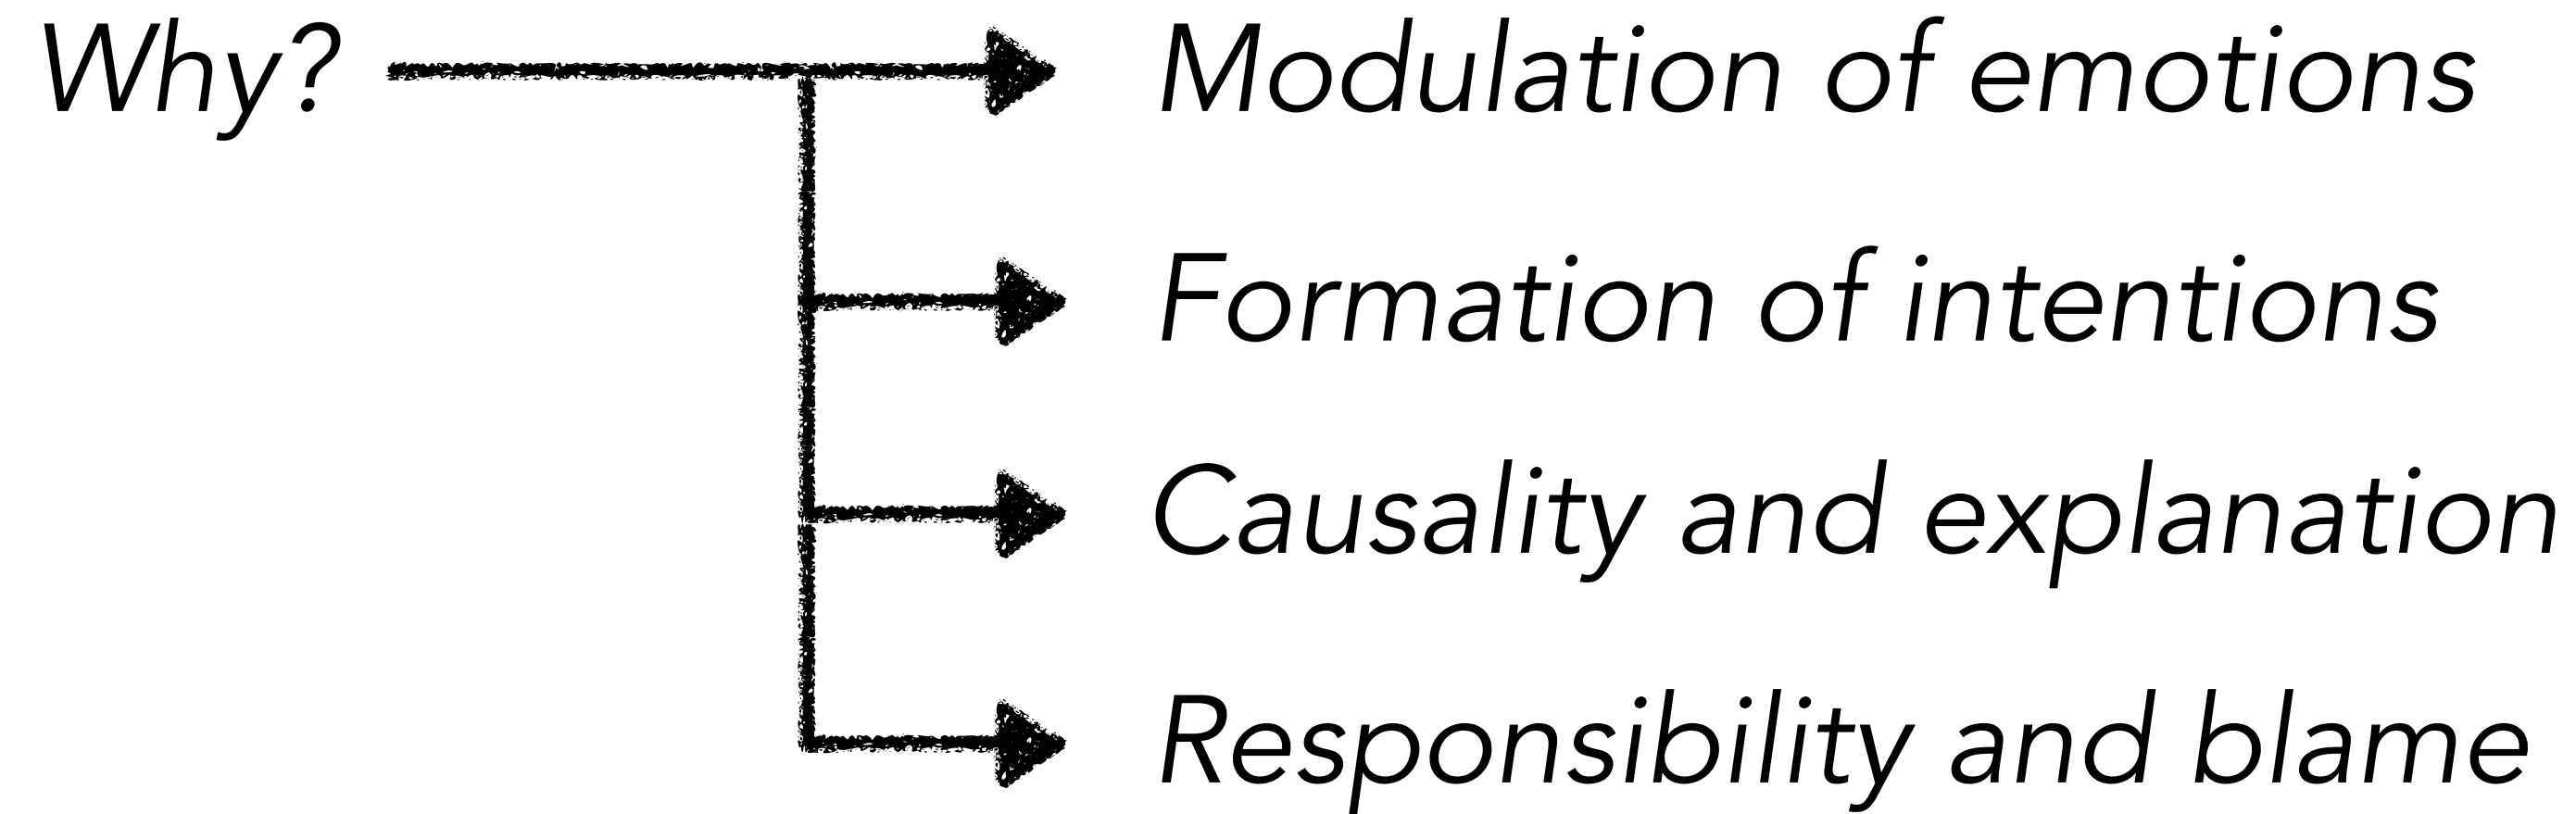 Why?
Modulation of emotions
Formation of intentions
Causality and explanation
Responsibility and blame